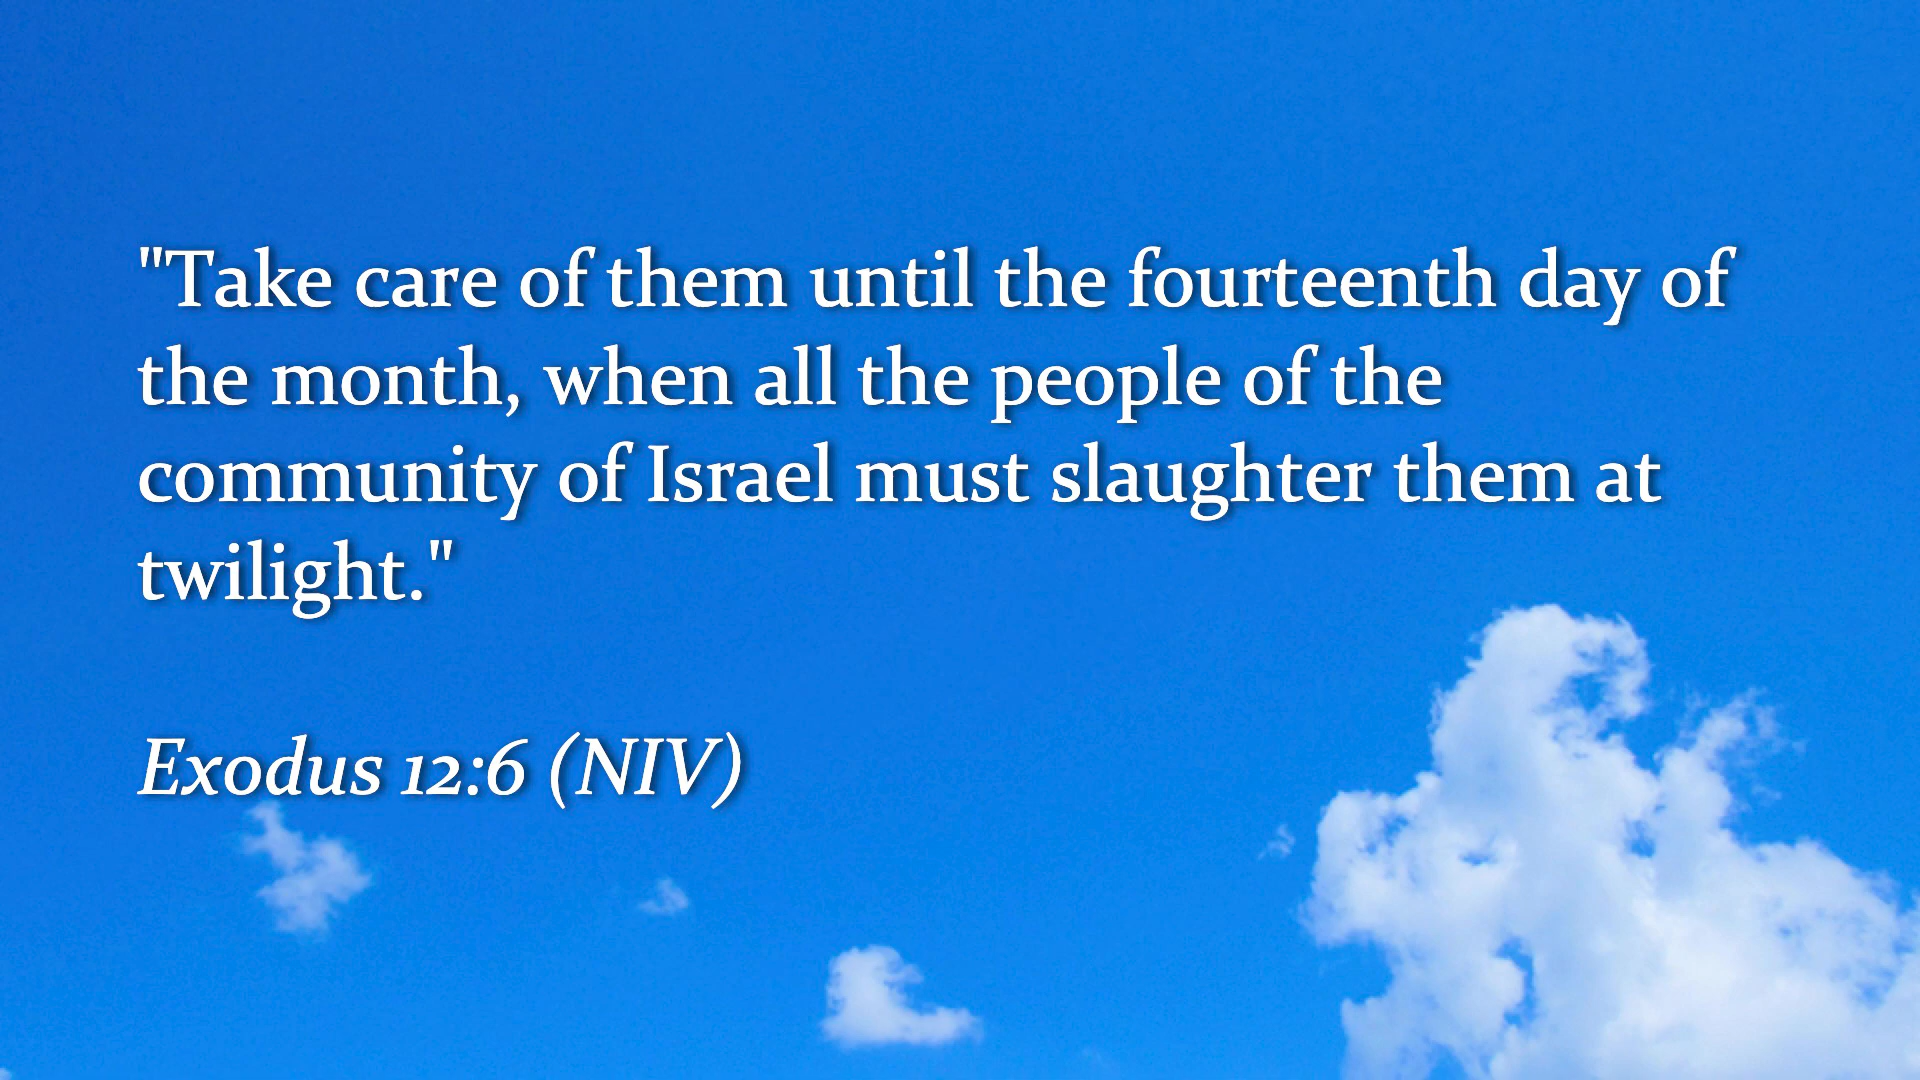 "Take care of them until the fourteenth day of
the month, when all the people of the
community of Israel must slaughter them at
twilight."
Exodus 12:6 (NIV)